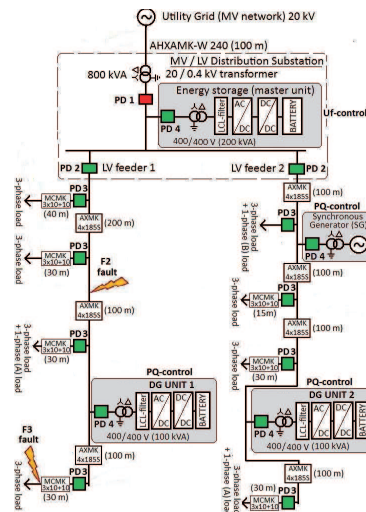 Utility Grid (MV network) 20 kV
AHXAMK-W 240 (100 m)
MV / LV Distribution Substation
20 / 0.4 kV transformer
800 kVA
PD 1
Energy storage (master unit)
PD 4
LCL-filter
AC
DC
DC
DC
BATTERY
400/400 V (200 kVA)
Uf-control
PD 2
LV feeder 1
LV feeder 2
PD 2
3-phase load
MCMK
3x10+10
(40 m)
PD3
AXMK
4x185S
(200 m)
3-phase load
MCMK
3x10+10
(30 m)
PD3
F2
fault
AXMK
4x185S
(100 m)
3-phase load
+ 1-phase (A) load
MCMK
3x10+10
(30 m)
PD3
PQ-control
DG UNIT 1
PD 4
LCL-filter
AC
DC
DC
DC
BATTERY
400/400 V (100 kVA)
F3
fault
AXMK
4x185S
(100 m)
3-phase load
MCMK
3x10+10
(30 m)
PD3
AXMK
4x185S
(100 m)
3-phase load
+ 1-phase (B) load
PD3
PQ-control
Synchronous
Generator (SG)
PD 4
AXMK
4x185S
(100 m)
3-phase load
MCMK
3x10+10
(15m)
PD3
AXMK
4x185S
(100 m)
3-phase load
MCMK
3x10+10
(30 m)
PD3
PQ-control
DG UNIT 2
PD 4
LCL-filter
AC
DC
DC
DC
BATTERY
400/400 V (100 kVA)
AXMK
4x185S
(100 m)
3-phase load
+ 1-phase (A) load
MCMK
3x10+10
(30 m)
PD3